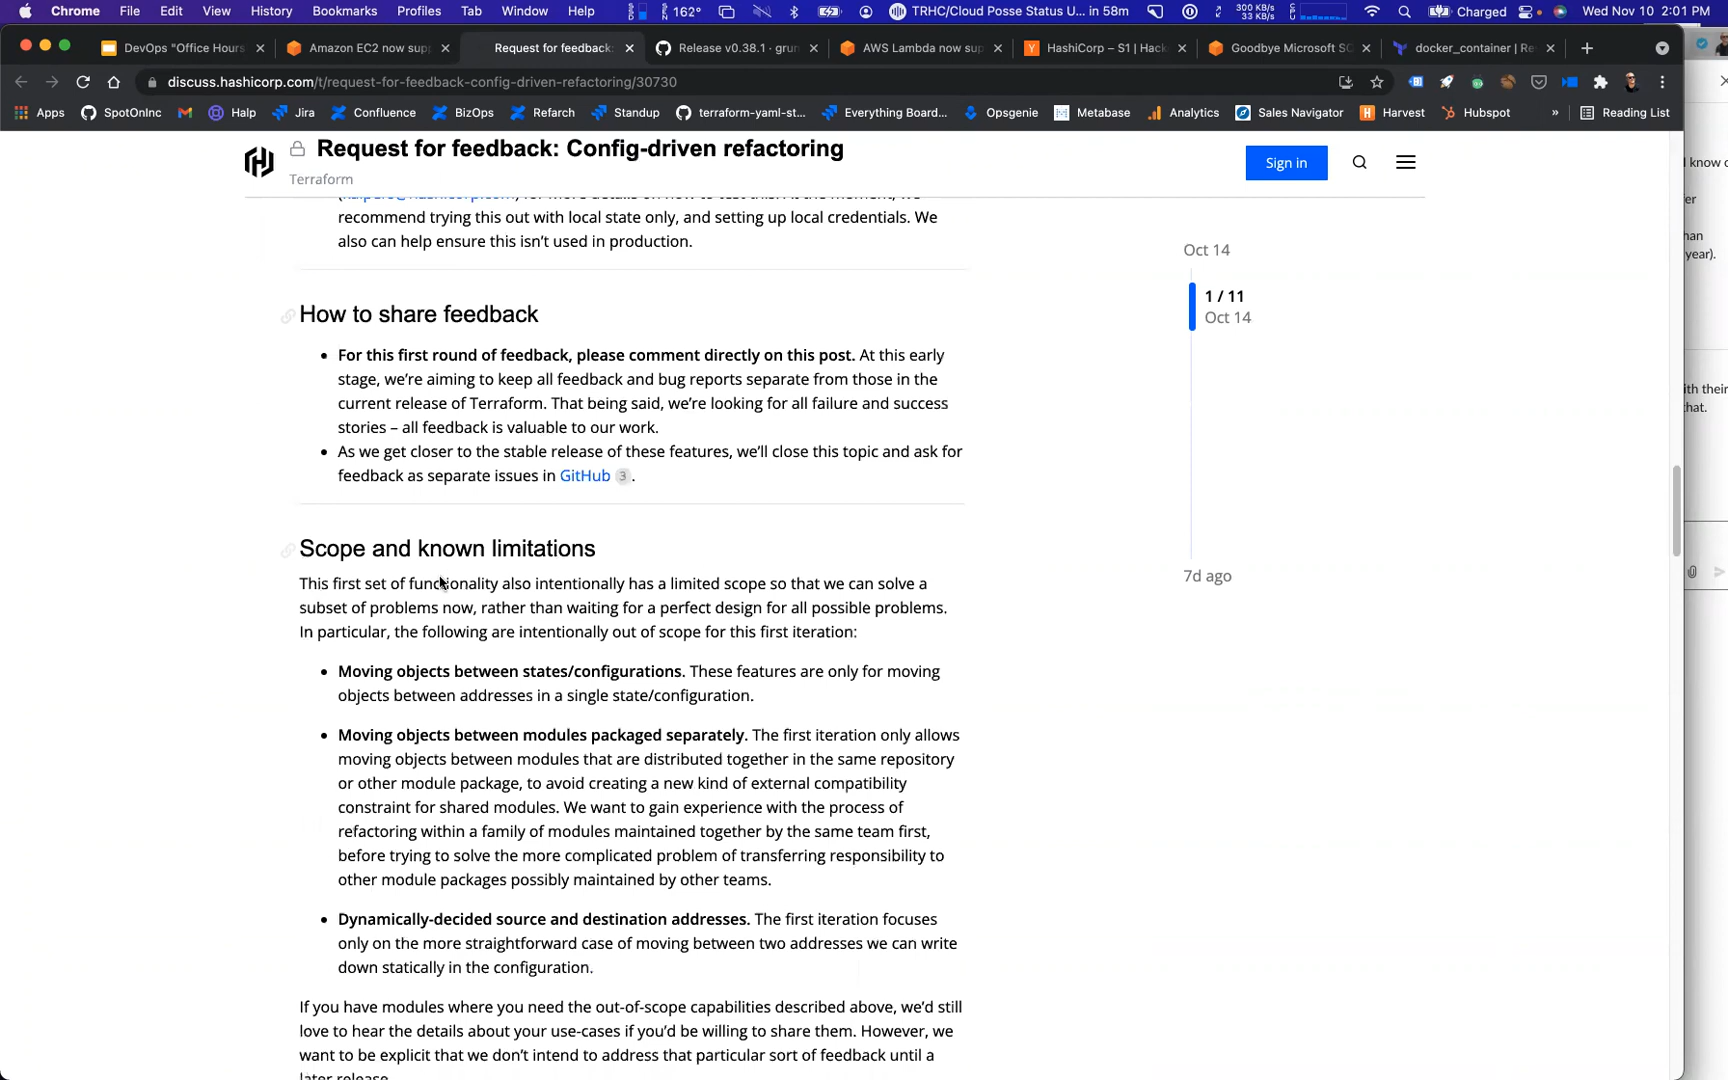 Chrome File Edit View History Bookmarks Profiles Tab Window Help 162° TRHC/Cloud Posse Status U... in 58m 300 KB/s 33 KB/s Charged Wed Nov 10 2:01 PM
DevOps "Office Hours Amazon EC2 now sup Request for feedback: Release v0.38.1 · grun AWS Lambda now sup HashiCorp – S1 | Hack Goodbye Microsoft SQ docker_container | Re
discuss.hashicorp.com/t/request-for-feedback-config-driven-refactoring/30730
Apps SpotOnInc Halp Jira Confluence BizOps Refarch Standup terraform-yaml-st... Everything Board... Opsgenie Metabase Analytics Sales Navigator Harvest Hubspot » Reading List
Request for feedback: Config-driven refactoring
Terraform
Sign in
recommend trying this out with local state only, and setting up local credentials. We
also can help ensure this isn't used in production.
How to share feedback
• For this first round of feedback, please comment directly on this post. At this early
stage, we're aiming to keep all feedback and bug reports separate from those in the
current release of Terraform. That being said, we're looking for all failure and success
stories – all feedback is valuable to our work.
• As we get closer to the stable release of these features, we'll close this topic and ask for
feedback as separate issues in GitHub 3.
Scope and known limitations
This first set of functionality also intentionally has a limited scope so that we can solve a
subset of problems now, rather than waiting for a perfect design for all possible problems.
In particular, the following are intentionally out of scope for this first iteration:
• Moving objects between states/configurations. These features are only for moving
objects between addresses in a single state/configuration.
• Moving objects between modules packaged separately. The first iteration only allows
moving objects between modules that are distributed together in the same repository
or other module package, to avoid creating a new kind of external compatibility
constraint for shared modules. We want to gain experience with the process of
refactoring within a family of modules maintained together by the same team first,
before trying to solve the more complicated problem of transferring responsibility to
other module packages possibly maintained by other teams.
• Dynamically-decided source and destination addresses. The first iteration focuses
only on the more straightforward case of moving between two addresses we can write
down statically in the configuration.
If you have modules where you need the out-of-scope capabilities described above, we'd still
love to hear the details about your use-cases if you'd be willing to share them. However, we
want to be explicit that we don't intend to address that particular sort of feedback until a
later release.
Oct 14
1 / 11
Oct 14
7d ago
know
year).
that.